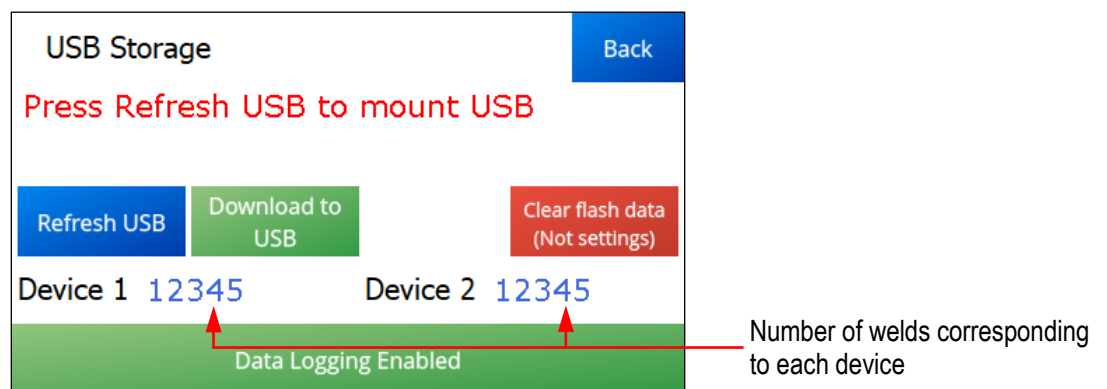 USB Storage
Back
Press Refresh USB to mount USB
Refresh USB
Download to
USB
Clear flash data
(Not settings)
Device 1 12345
Device 2 12345
Data Logging Enabled
Number of welds corresponding
to each device